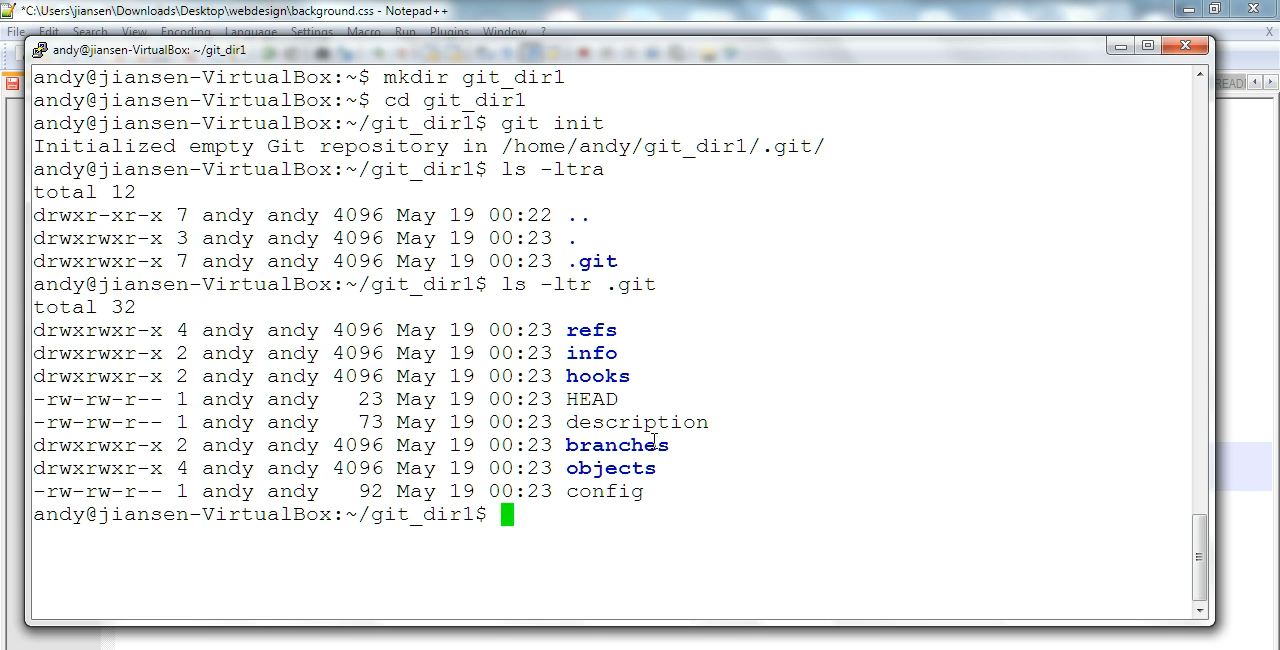 *C:\Users\jiansen\Downloads\Desktop\webdesign\background.css - Notepad++
File Edit Search View Encoding Language Settings Macro Run Plugins Window ? X
andy@jiansen-VirtualBox: ~/git_dir1
andy@jiansen-VirtualBox:~$ mkdir git_dir1
andy@jiansen-VirtualBox:~$ cd git_dir1
andy@jiansen-VirtualBox:~/git_dir1$ git init
Initialized empty Git repository in /home/andy/git_dir1/.git/
andy@jiansen-VirtualBox:~/git_dir1$ ls -ltra
total 12
drwxr-xr-x 7 andy andy 4096 May 19 00:22 ..
drwxrwxr-x 3 andy andy 4096 May 19 00:23 .
drwxrwxr-x 7 andy andy 4096 May 19 00:23 .git
andy@jiansen-VirtualBox:~/git_dir1$ ls -ltr .git
total 32
drwxrwxr-x 4 andy andy 4096 May 19 00:23 refs
drwxrwxr-x 2 andy andy 4096 May 19 00:23 info
drwxrwxr-x 2 andy andy 4096 May 19 00:23 hooks
-rw-rw-r-- 1 andy andy   23 May 19 00:23 HEAD
-rw-rw-r-- 1 andy andy   73 May 19 00:23 description
drwxrwxr-x 2 andy andy 4096 May 19 00:23 branches
drwxrwxr-x 4 andy andy 4096 May 19 00:23 objects
-rw-rw-r-- 1 andy andy   92 May 19 00:23 config
andy@jiansen-VirtualBox:~/git_dir1$